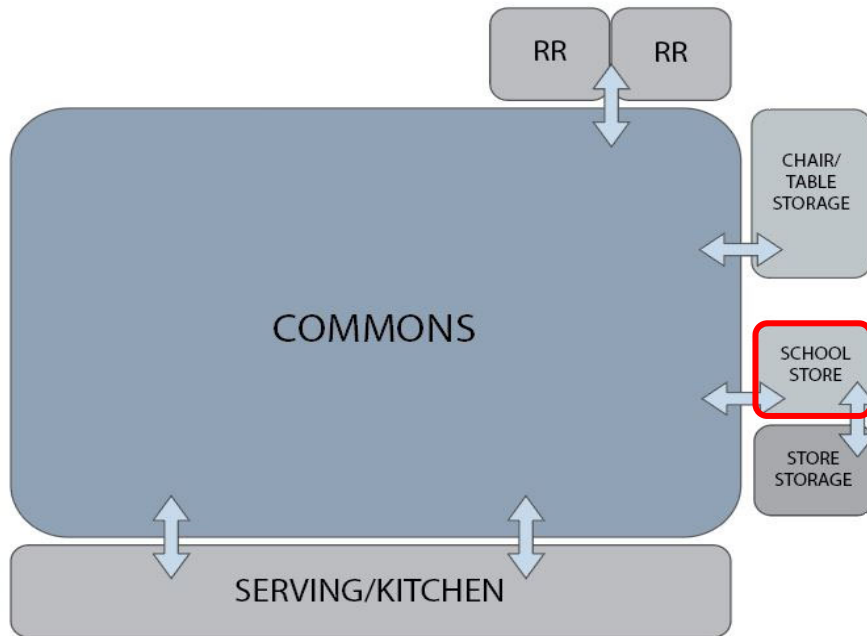 RR RR
CHAIR/
TABLE
STORAGE
COMMONS
SCHOOL
STORE
STORE
STORAGE
SERVING/KITCHEN